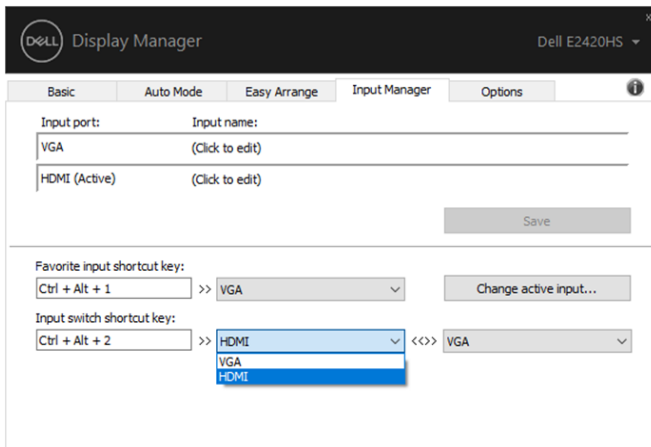 DELL Display Manager Dell E2420HS
Basic Auto Mode Easy Arrange Input Manager Options
Input port: Input name:
VGA (Click to edit)
HDMI (Active) (Click to edit)
Save
Favorite input shortcut key:
Ctrl + Alt + 1 >> VGA Change active input...
Input switch shortcut key:
Ctrl + Alt + 2 >> HDMI <<>> VGA
VGA
HDMI